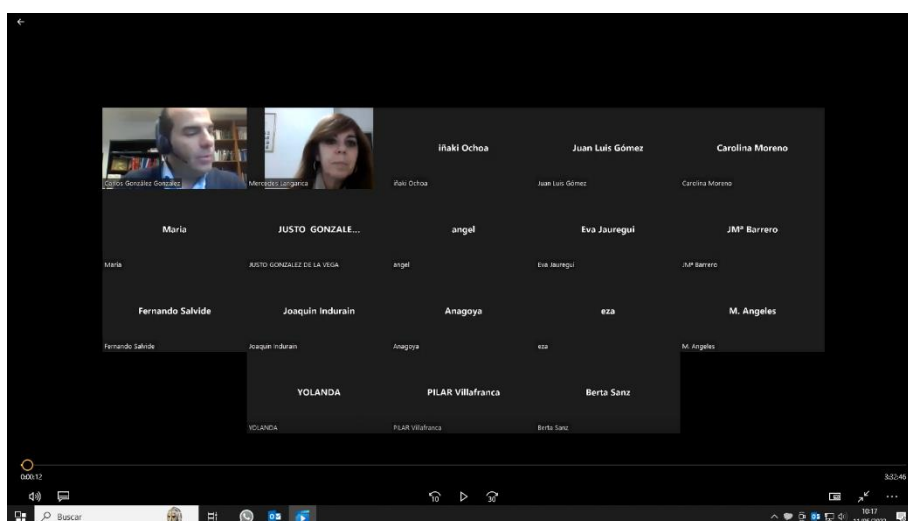 iñaki Ochoa
Juan Luis Gómez
Carolina Moreno
Carlos González González
Mercedes Langarica
iñaki Ochoa
Juan Luis Gómez
Carolina Moreno
Maria
JUSTO GONZALE...
angel
Eva Jauregui
JMª Barrero
Maria
JUSTO GONZALEZ DE LA VEGA
angel
Eva Jauregui
JMª Barrero
Fernando Salvide
Joaquin Indurain
Anagoya
eza
M. Angeles
Fernando Salvide
Joaquin Indurain
Anagoya
eza
M. Angeles
YOLANDA
PILAR Villafranca
Berta Sanz
YOLANDA
PILAR Villafranca
Berta Sanz
0:00:12
3:32:46
10
30
Buscar
10:17